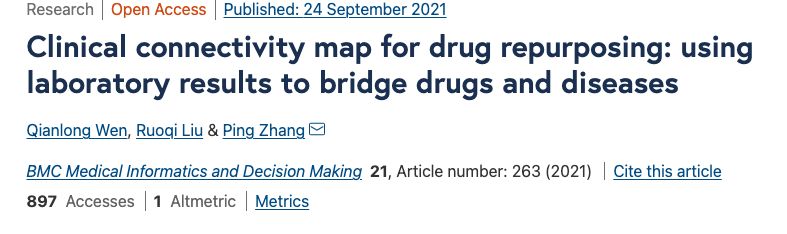 Research | Open Access | Published: 24 September 2021
Clinical connectivity map for drug repurposing: using
laboratory results to bridge drugs and diseases
Qianlong Wen, Ruoqi Liu & Ping Zhang
BMC Medical Informatics and Decision Making 21, Article number: 263 (2021) | Cite this article
897 Accesses | 1 Altmetric | Metrics